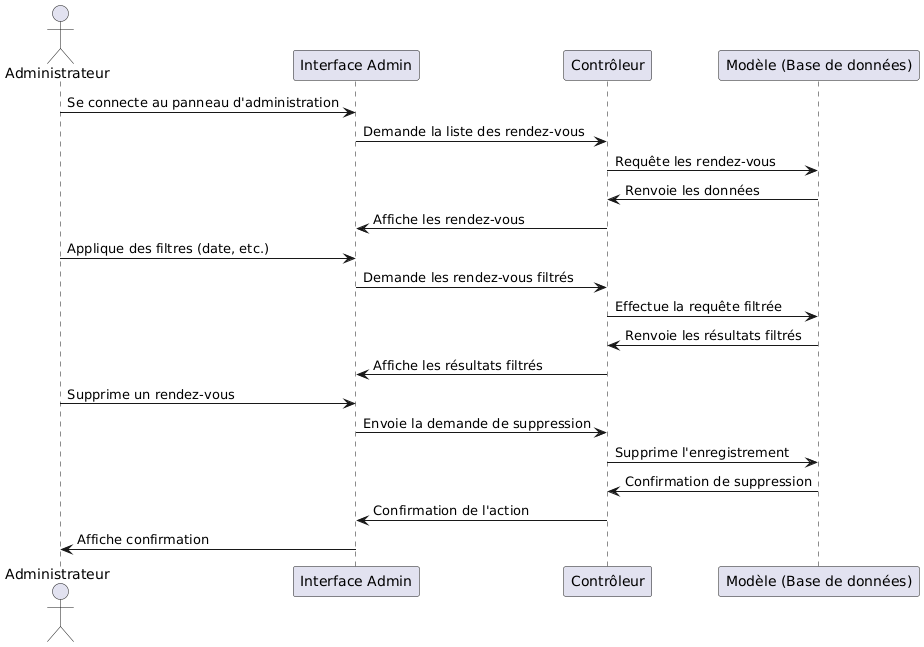 Administrateur
Interface Admin
Contrôleur
Modèle (Base de données)
Se connecte au panneau d'administration
Demande la liste des rendez-vous
Requête les rendez-vous
Renvoie les données
Affiche les rendez-vous
Applique des filtres (date, etc.)
Demande les rendez-vous filtrés
Effectue la requête filtrée
Renvoie les résultats filtrés
Affiche les résultats filtrés
Supprime un rendez-vous
Envoie la demande de suppression
Supprime l'enregistrement
Confirmation de suppression
Confirmation de l'action
Affiche confirmation
Administrateur
Interface Admin
Contrôleur
Modèle (Base de données)